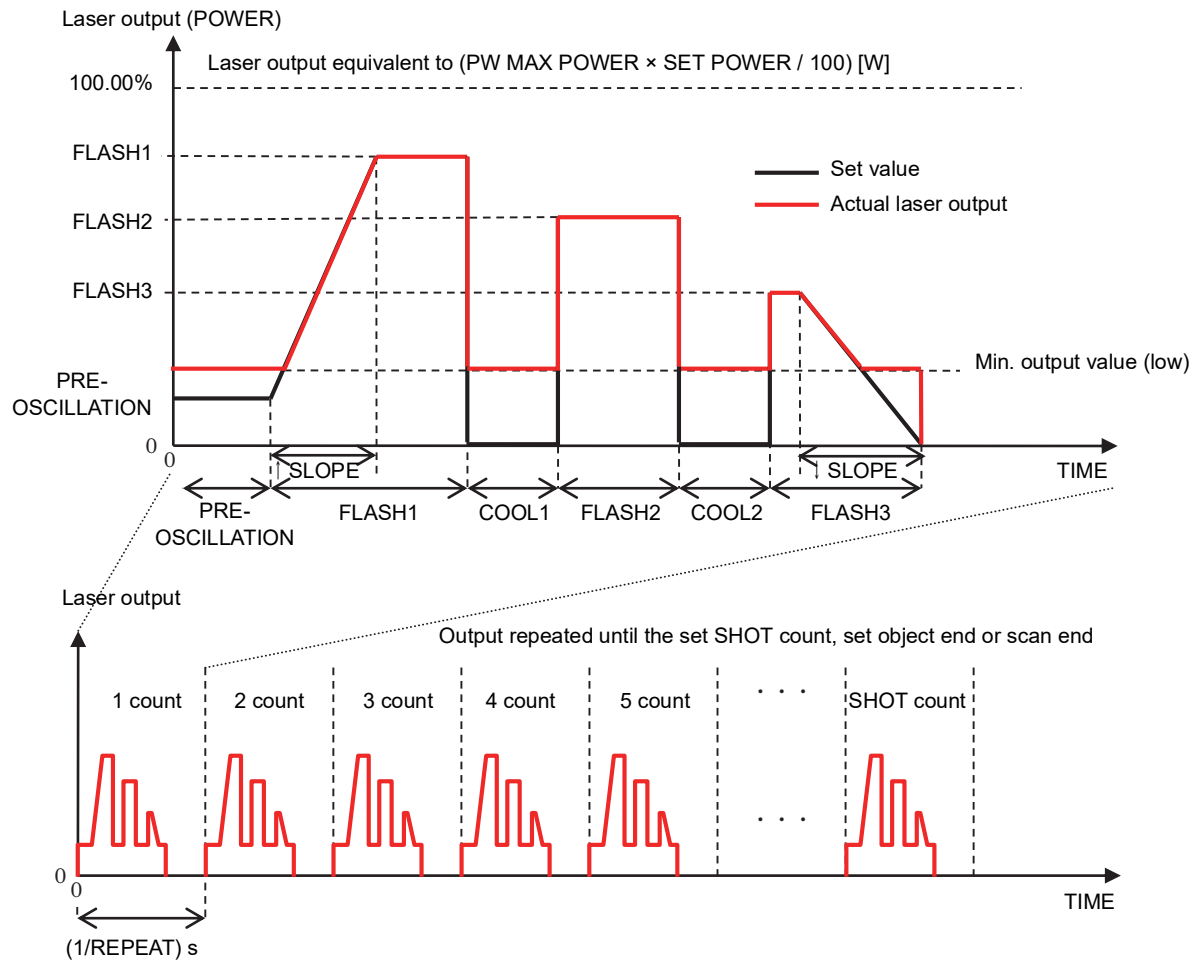 Laser output (POWER)
Laser output equivalent to (PW MAX POWER × SET POWER / 100) [W]
100.00%
FLASH1
Set value
Actual laser output
FLASH2
FLASH3
Min. output value (low)
PRE-
OSCILLATION
0
0
↑ SLOPE
↓ SLOPE
TIME
PRE-
OSCILLATION
FLASH1
COOL1
FLASH2
COOL2
FLASH3
Laser output
Output repeated until the set SHOT count, set object end or scan end
1 count
2 count
3 count
4 count
5 count
· · ·
SHOT count
· · ·
0
0
TIME
(1/REPEAT) s